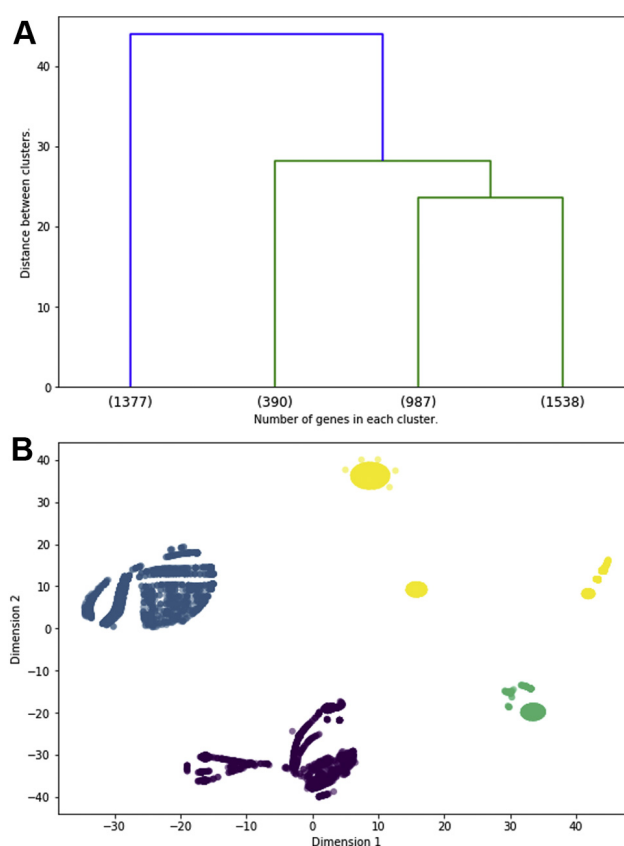 A
Distance between clusters.
40
30
20
10
0
(1377) (390) (987) (1538)
Number of genes in each cluster.
B
Dimension 2
40
30
20
10
0
−10
−20
−30
−40
−30 −20 −10 0 10 20 30 40
Dimension 1